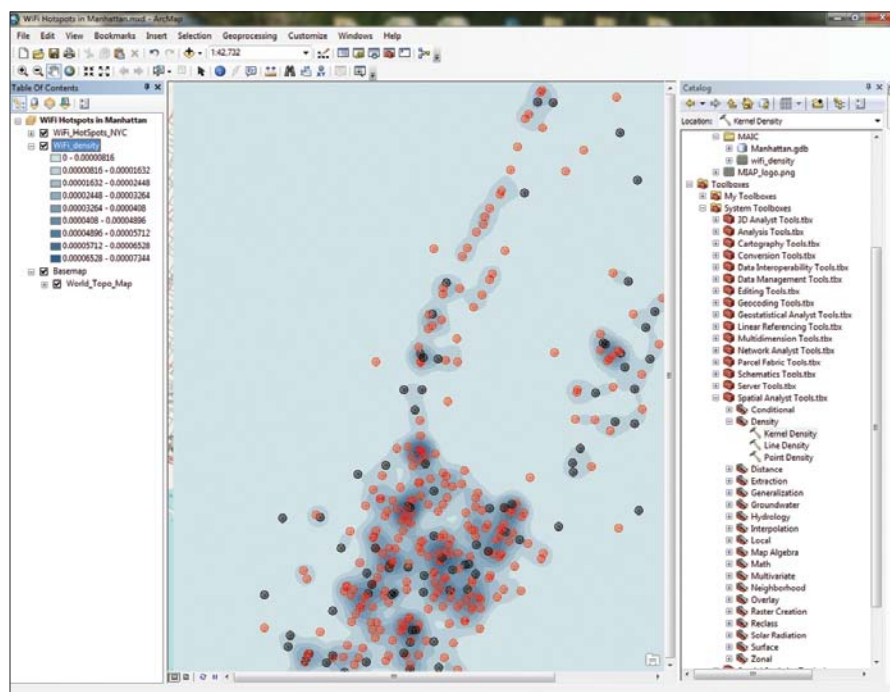 WiFi Hotspots in Manhattan.mxd - ArcMap
File Edit View Bookmarks Insert Selection Geoprocessing Customize Windows Help
1:42,732
Table Of Contents
WiFi Hotspots in Manhattan
WiFi_HotSpots_NYC
WiFi_density
0 - 0.00000816
0.00000816 - 0.00001632
0.00001632 - 0.00002448
0.00002448 - 0.00003264
0.00003264 - 0.0000408
0.0000408 - 0.00004896
0.00004896 - 0.00005712
0.00005712 - 0.00006528
0.00006528 - 0.00007344
Basemap
World_Topo_Map
Catalog
Location: Kernel Density
MAIC
Manhattan.gdb
wifi_density
MIAP_logo.png
Toolboxes
My Toolboxes
System Toolboxes
3D Analyst Tools.tbx
Analysis Tools.tbx
Cartography Tools.tbx
Conversion Tools.tbx
Data Interoperability Tools.tbx
Data Management Tools.tbx
Editing Tools.tbx
Geocoding Tools.tbx
Geostatistical Analyst Tools.tbx
Linear Referencing Tools.tbx
Multidimension Tools.tbx
Network Analyst Tools.tbx
Parcel Fabric Tools.tbx
Schematics Tools.tbx
Server Tools.tbx
Spatial Analyst Tools.tbx
Conditional
Density
Kernel Density
Line Density
Point Density
Distance
Extraction
Generalization
Groundwater
Hydrology
Interpolation
Local
Map Algebra
Math
Multivariate
Neighborhood
Overlay
Raster Creation
Reclass
Solar Radiation
Surface
Zonal